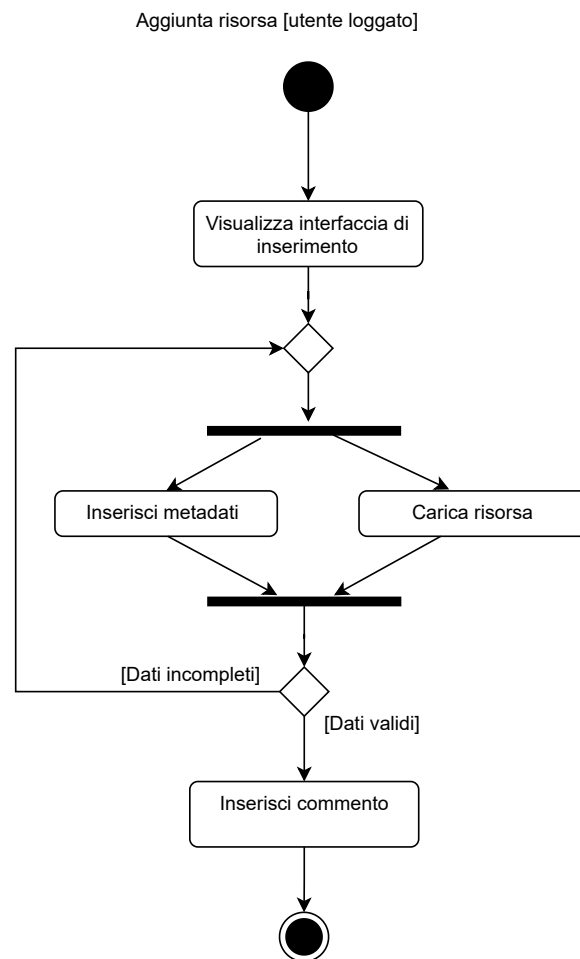 Aggiunta risorsa [utente loggato]
Visualizza interfaccia di
inserimento
Inserisci metadati
Carica risorsa
[Dati incompleti]
[Dati validi]
Inserisci commento